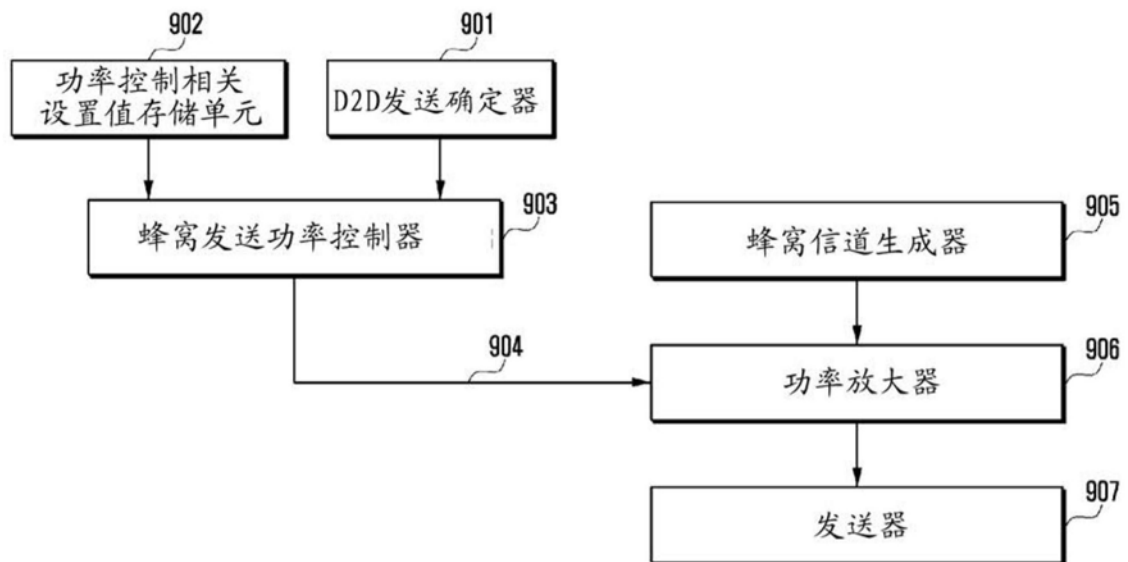 902
901
功率控制相关
设置值存储单元
D2D发送确定器
903
蜂窝发送功率控制器
905
蜂窝信道生成器
904
906
功率放大器
907
发送器